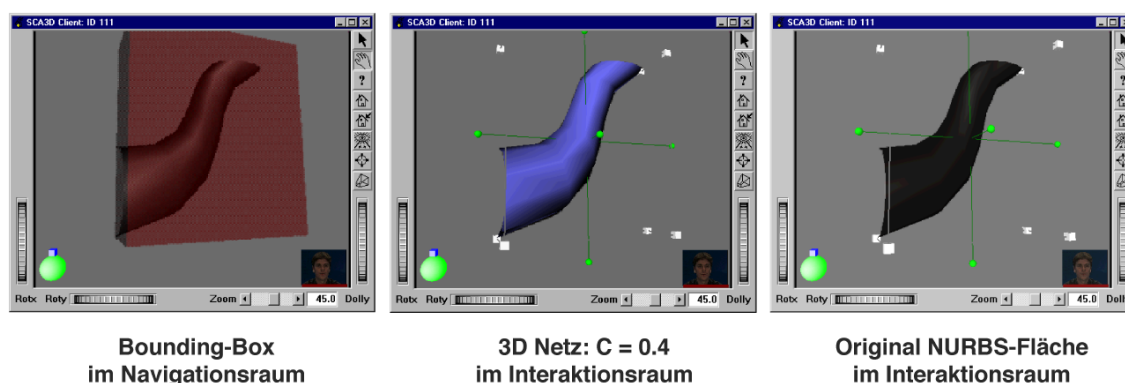 SCA3D Client: ID 111
?
Rotx Roty Zoom 45.0 Dolly
SCA3D Client: ID 111
?
Rotx Roty Zoom 45.0 Dolly
SCA3D Client: ID 111
?
Rotx Roty Zoom 45.0 Dolly
Bounding-Box
im Navigationsraum
3D Netz: C = 0.4
im Interaktionsraum
Original NURBS-Fläche
im Interaktionsraum